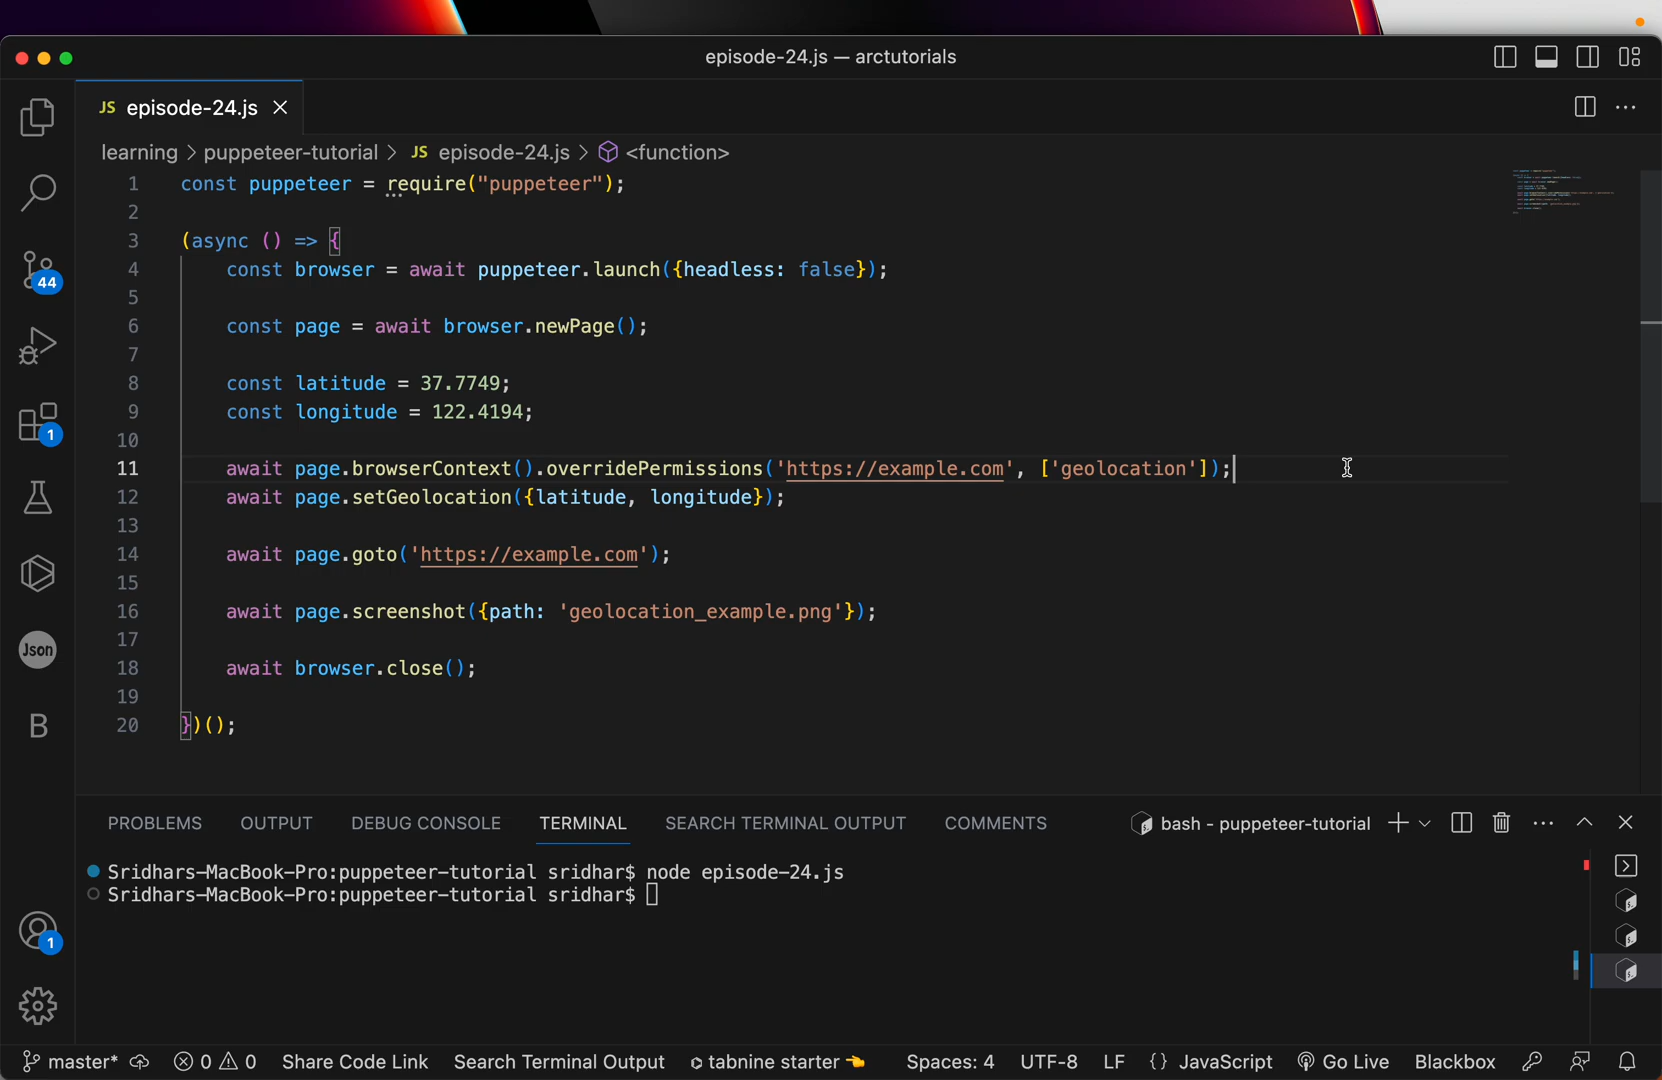 episode-24.js — arctutorials
JS episode-24.js
learning > puppeteer-tutorial > JS episode-24.js > <function>
1 const puppeteer = require("puppeteer");
2
3 (async () => {
4 const browser = await puppeteer.launch({headless: false});
5
6 const page = await browser.newPage();
7
8 const latitude = 37.7749;
9 const longitude = 122.4194;
10
11 await page.browserContext().overridePermissions('https://example.com', ['geolocation']);
12 await page.setGeolocation({latitude, longitude});
13
14 await page.goto('https://example.com');
15
16 await page.screenshot({path: 'geolocation_example.png'});
17
18 await browser.close();
19
20 })();
44
1
Json
B
1
PROBLEMS OUTPUT DEBUG CONSOLE TERMINAL SEARCH TERMINAL OUTPUT COMMENTS bash - puppeteer-tutorial
Sridhars-MacBook-Pro:puppeteer-tutorial sridhar$ node episode-24.js
Sridhars-MacBook-Pro:puppeteer-tutorial sridhar$
master* 0 0 Share Code Link Search Terminal Output tabnine starter Spaces: 4 UTF-8 LF {} JavaScript Go Live Blackbox